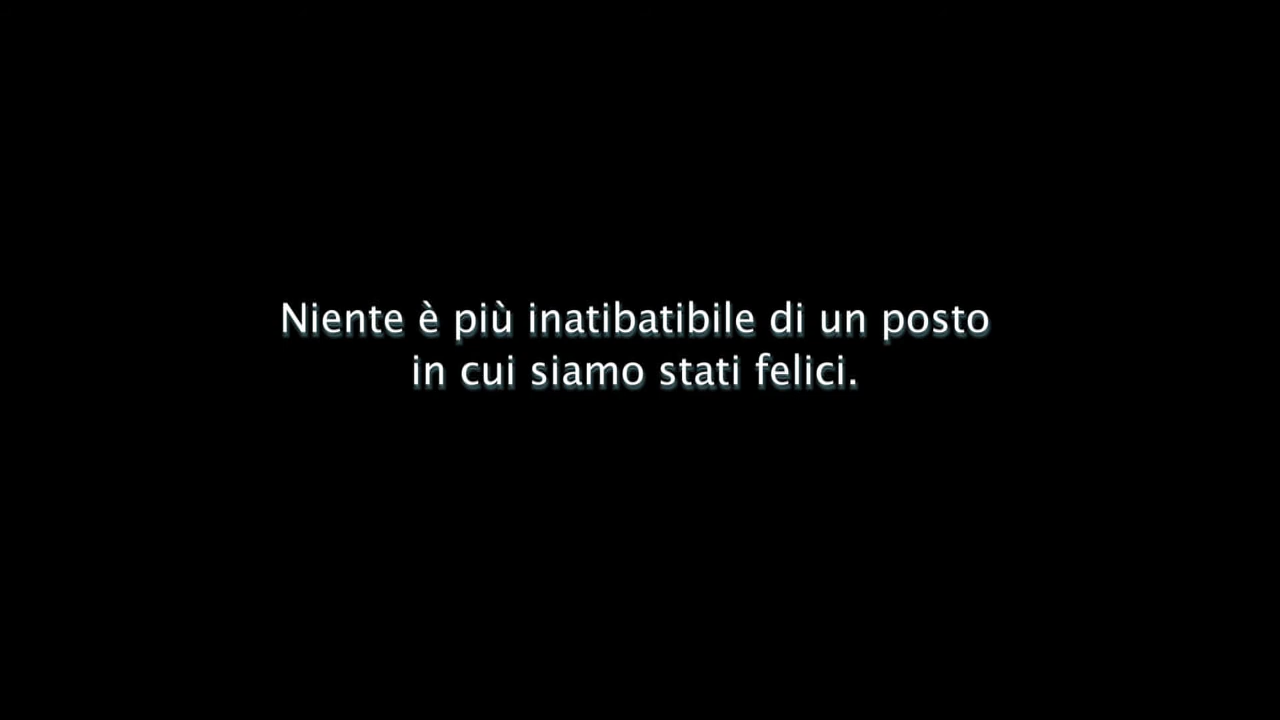 Niente è più inatibatibile di un posto
in cui siamo stati felici.